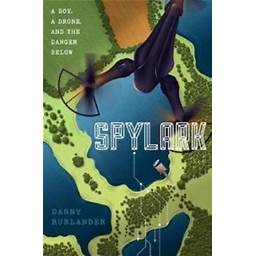 A BOY,
A DRONE,
AND THE
DANGER
BELOW
SPYLARK
DANNY
RURLANDER